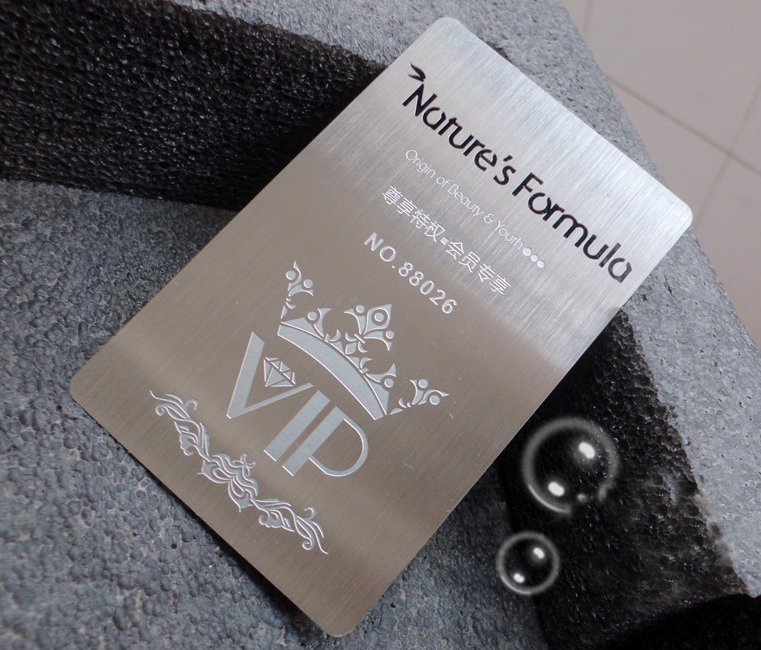 Nature's Formula
Origin of Beauty & Youth
尊享特权▪会员专享
NO.88026
VIP